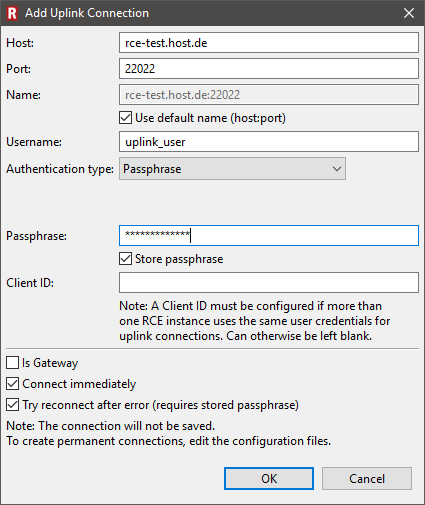 R Add Uplink Connection
Host: rce-test.host.de
Port: 22022
Name: rce-test.host.de:22022
Use default name (host:port)
Username: uplink_user
Authentication type: Passphrase
Passphrase: *************
Store passphrase
Client ID:
Note: A Client ID must be configured if more than
one RCE instance uses the same user credentials for
uplink connections. Can otherwise be left blank.
Is Gateway
Connect immediately
Try reconnect after error (requires stored passphrase)
Note: The connection will not be saved.
To create permanent connections, edit the configuration files.
OK Cancel